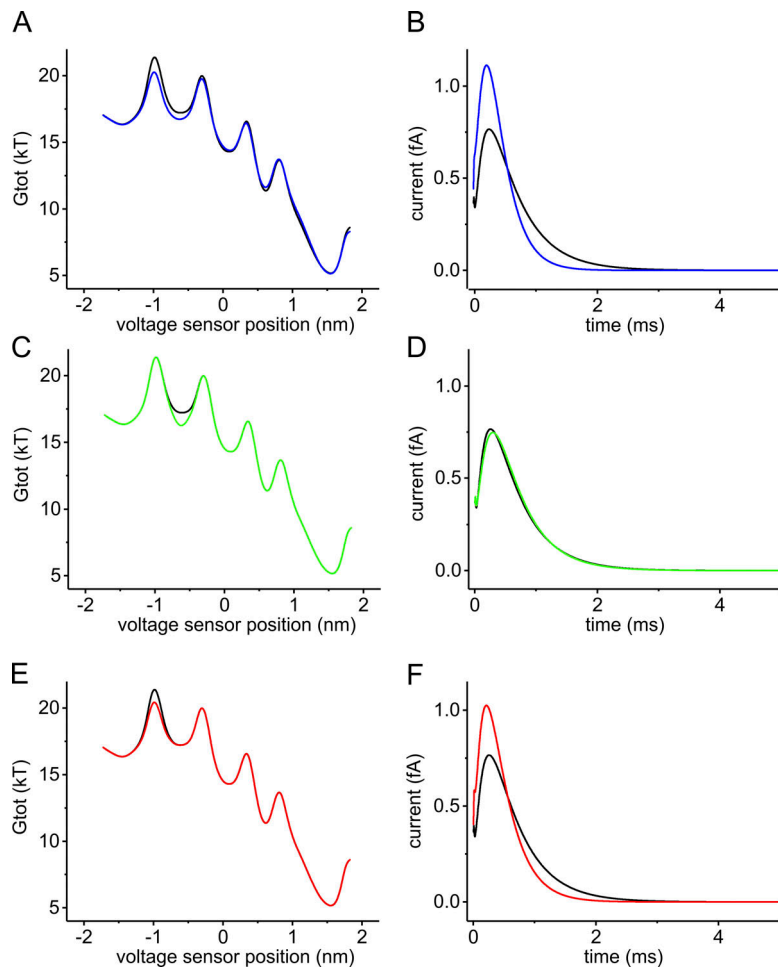 A
Gtot (kT)
20
15
10
5
-2 -1 0 1 2
voltage sensor position (nm)
B
current (fA)
1.0
0.5
0.0
0 2 4
time (ms)
C
Gtot (kT)
20
15
10
5
-2 -1 0 1 2
voltage sensor position (nm)
D
current (fA)
1.0
0.5
0.0
0 2 4
time (ms)
E
Gtot (kT)
20
15
10
5
-2 -1 0 1 2
voltage sensor position (nm)
F
current (fA)
1.0
0.5
0.0
0 2 4
time (ms)